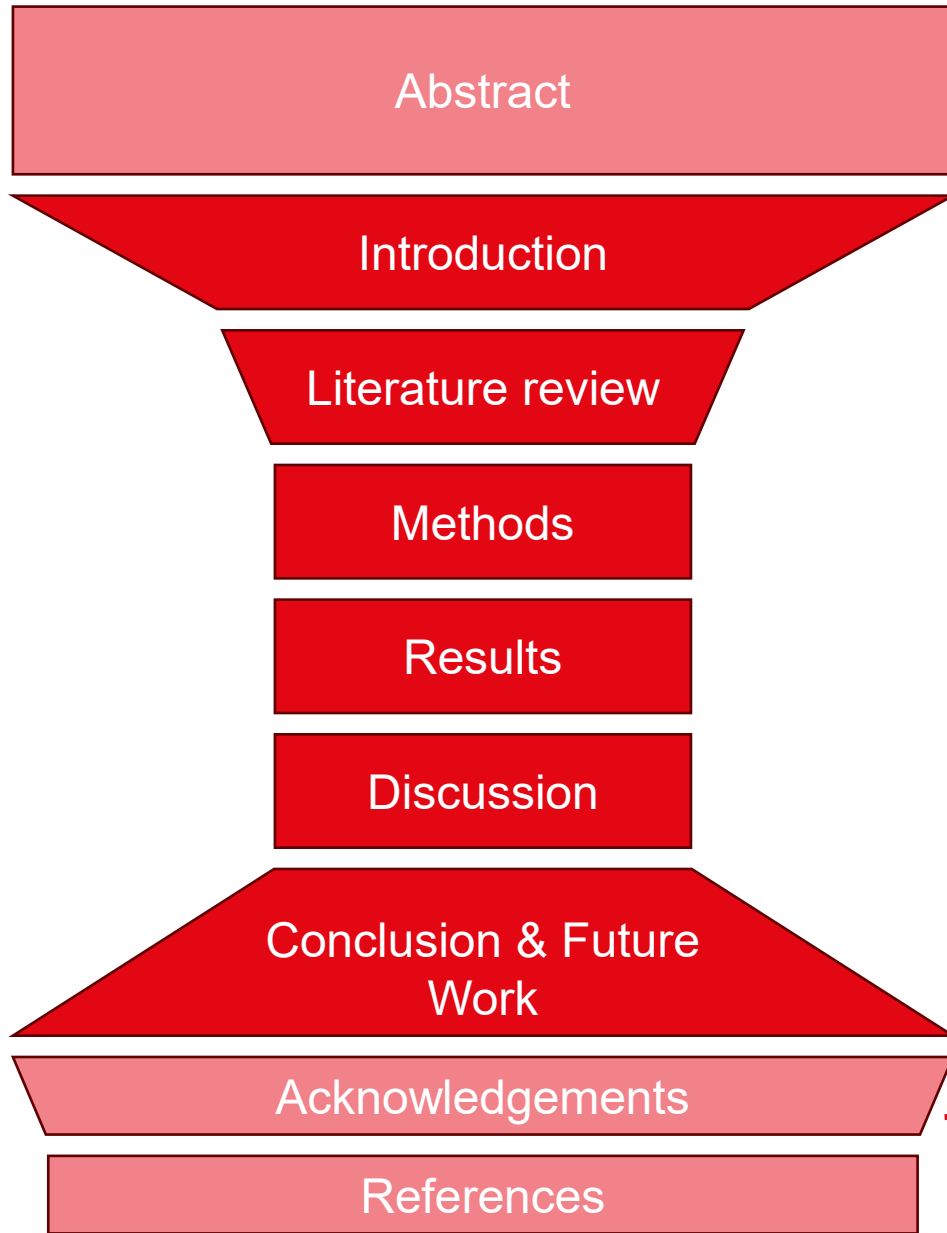 Abstract
Introduction
Literature review
Methods
Results
Discussion
Conclusion & Future
Work
Acknowledgements
References